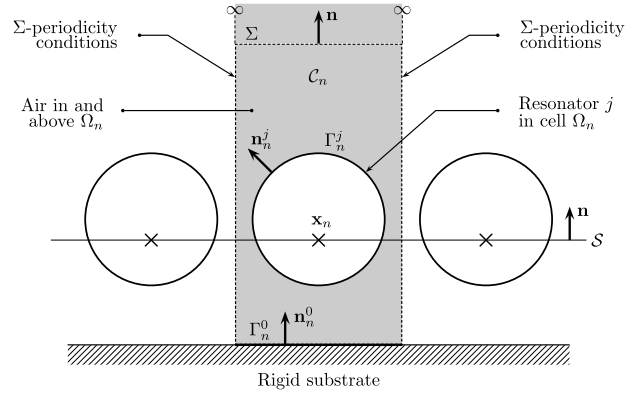 ∞ ∞
n
Σ-periodicity
conditions
Σ
Σ-periodicity
conditions
𝒞ₙ
Air in and
above Ωₙ
Resonator j
in cell Ωₙ
nₙʲ
Γₙʲ
xₙ
n
𝒮
Γₙ⁰
nₙ⁰
Rigid substrate